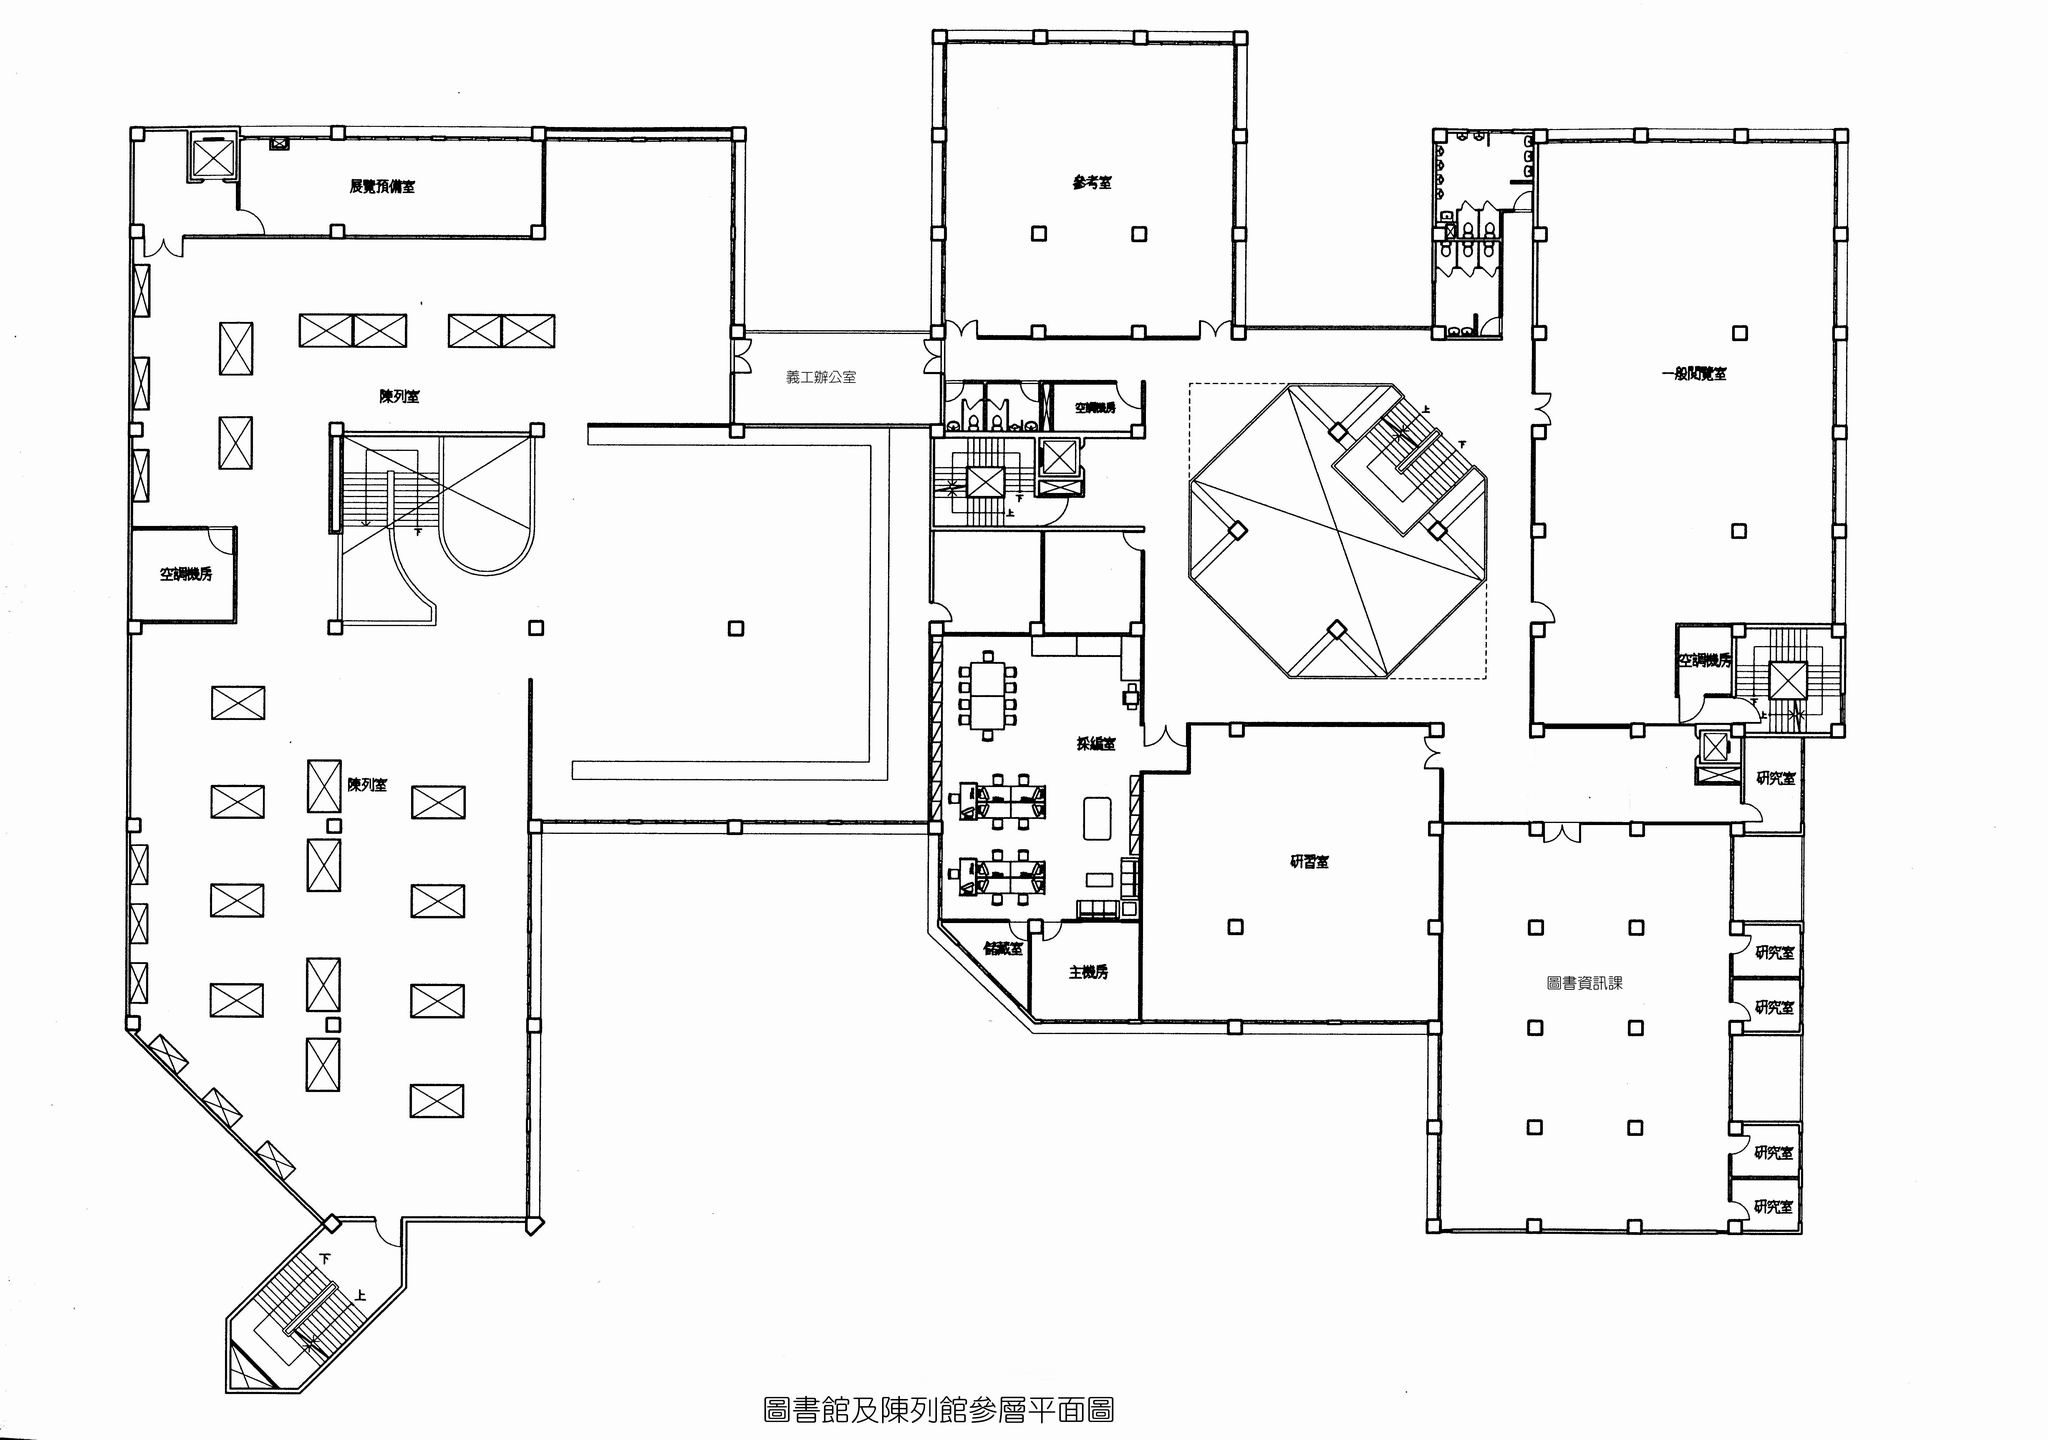 展覽預備室
參考室
義工辦公室
一般閱覽室
陳列室
空調機房
上
下
下
上
下
空調機房
空調機房
下
上
採編室
陳列室
研究室
研習室
儲藏室
主機房
圖書資訊課
研究室
研究室
研究室
研究室
下
上
圖書館及陳列館參層平面圖